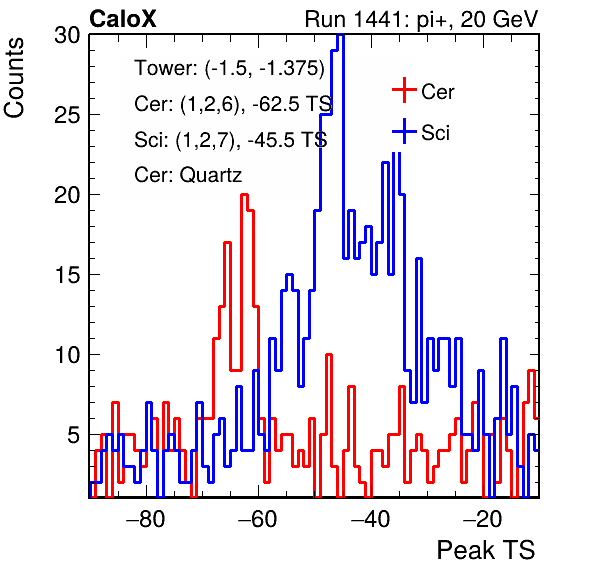 CaloX Run 1441: pi+, 20 GeV
Counts
Tower: (-1.5, -1.375)
Cer: (1,2,6), -62.5 TS
Sci: (1,2,7), -45.5 TS
Cer: Quartz
Cer
Sci
30
25
20
15
10
5
−80 −60 −40 −20
Peak TS